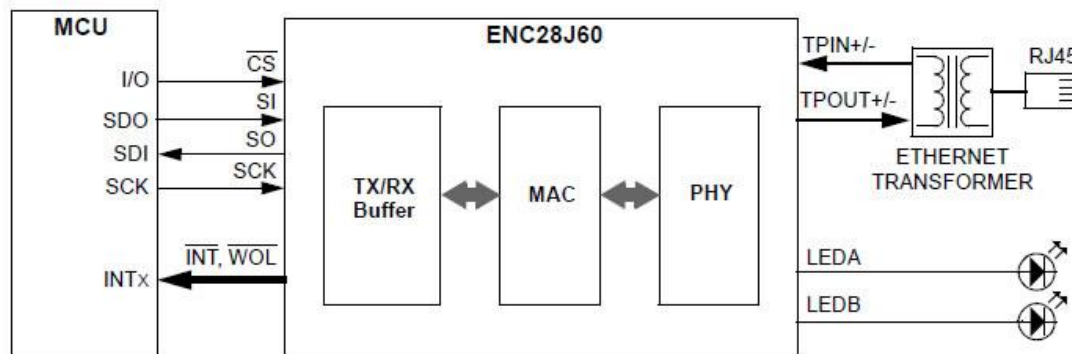 MCU
ENC28J60
I/O
SDO
SDI
SCK
INTX
CS
SI
SO
SCK
INT, WOL
TX/RX
Buffer
MAC
PHY
TPIN+/-
TPOUT+/-
RJ45
ETHERNET
TRANSFORMER
LEDA
LEDB